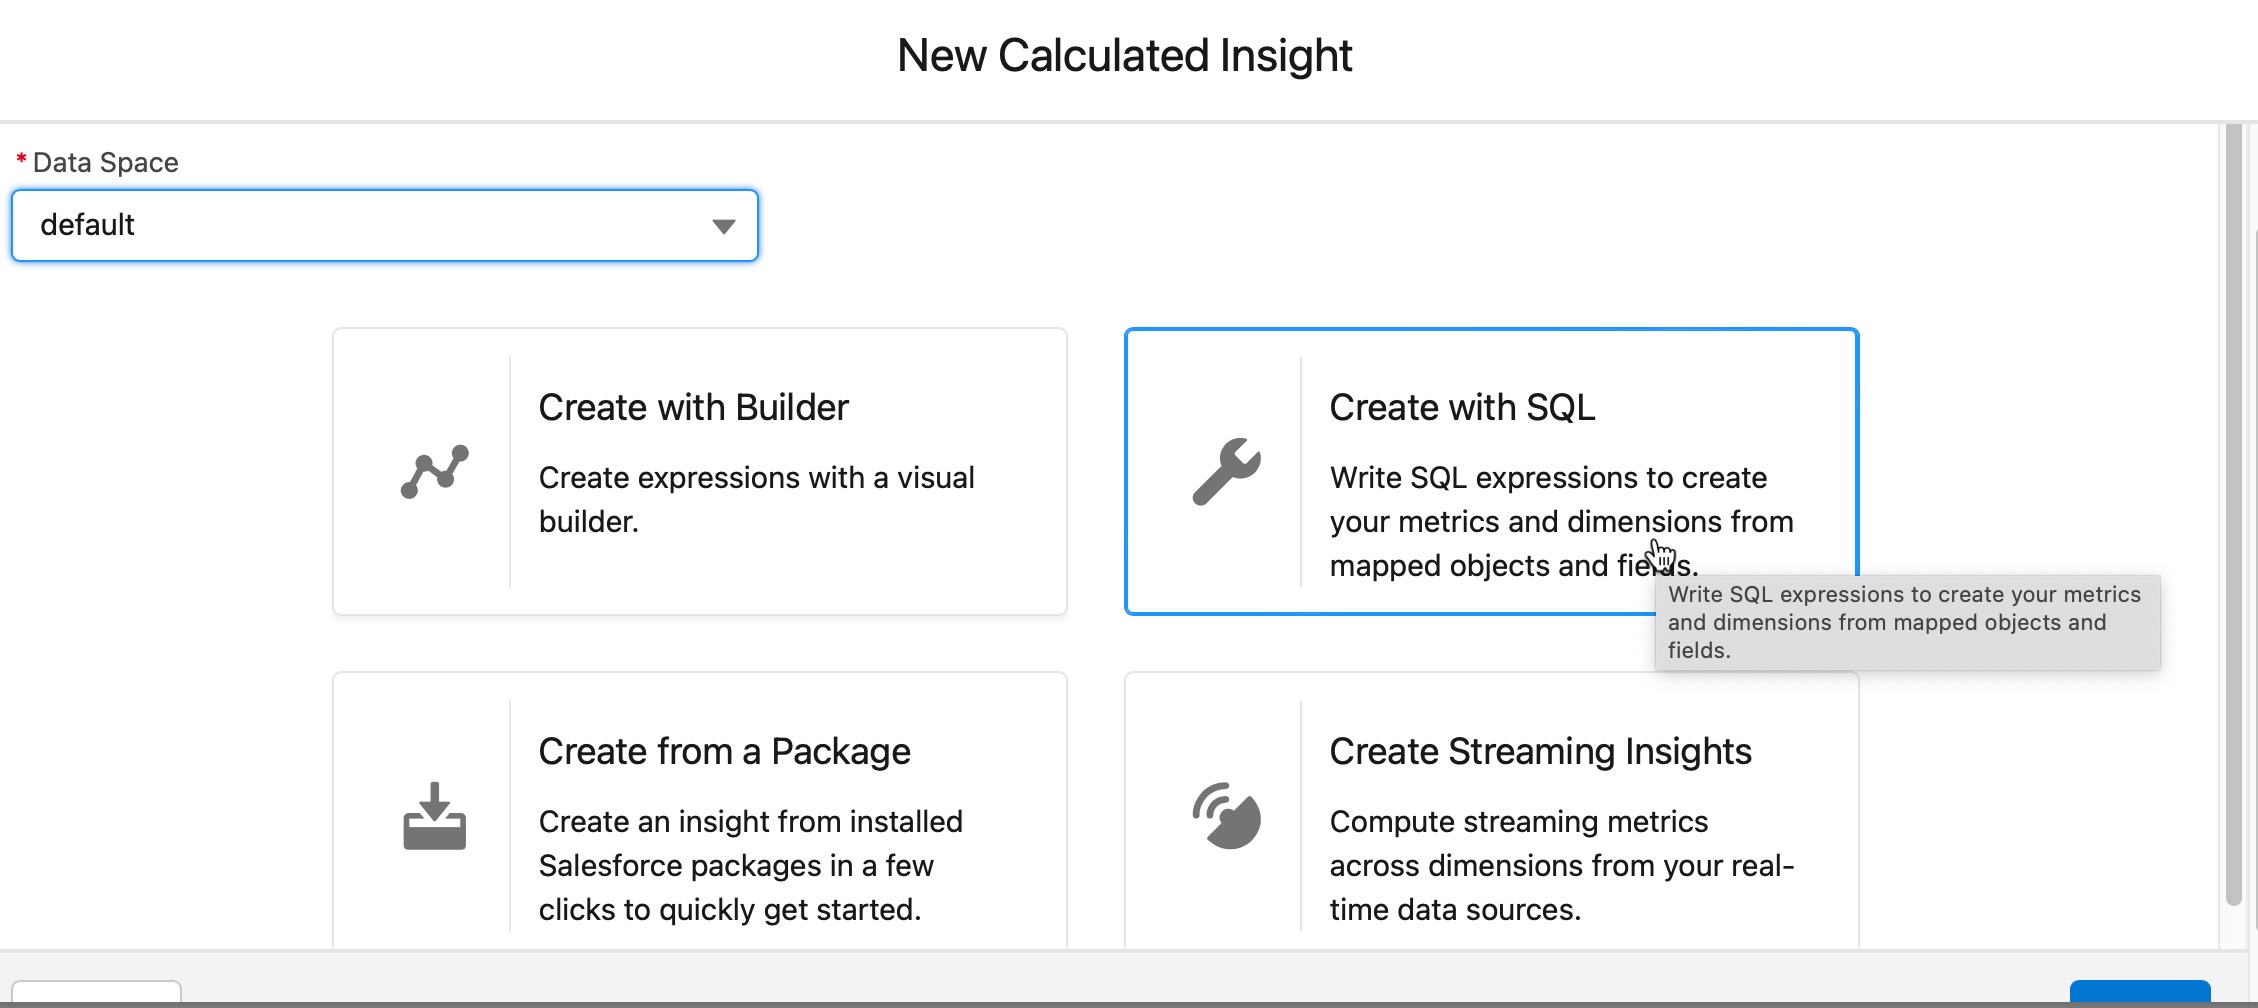 New Calculated Insight
* Data Space
default
Create with Builder
Create expressions with a visual
builder.
Create with SQL
Write SQL expressions to create
your metrics and dimensions from
mapped objects and fields.
Write SQL expressions to create your metrics
and dimensions from mapped objects and
fields.
Create from a Package
Create an insight from installed
Salesforce packages in a few
clicks to quickly get started.
Create Streaming Insights
Compute streaming metrics
across dimensions from your real-
time data sources.